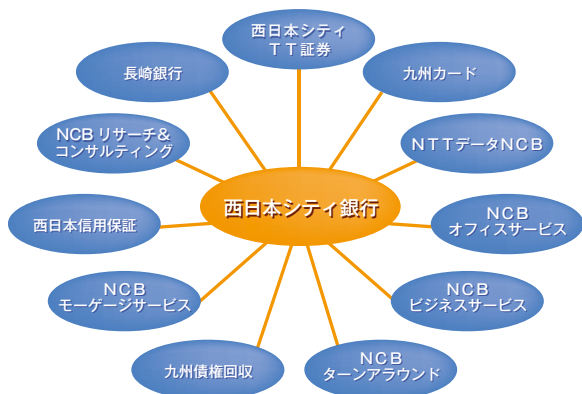 西日本シティ
ＴＴ証券
長崎銀行
九州カード
NCB リサーチ&
コンサルティング
ＮＴＴデータＮＣＢ
西日本シティ銀行
西日本信用保証
ＮＣＢ
オフィスサービス
ＮＣＢ
モーゲージサービス
ＮＣＢ
ビジネスサービス
九州債権回収
ＮＣＢ
ターンアラウンド